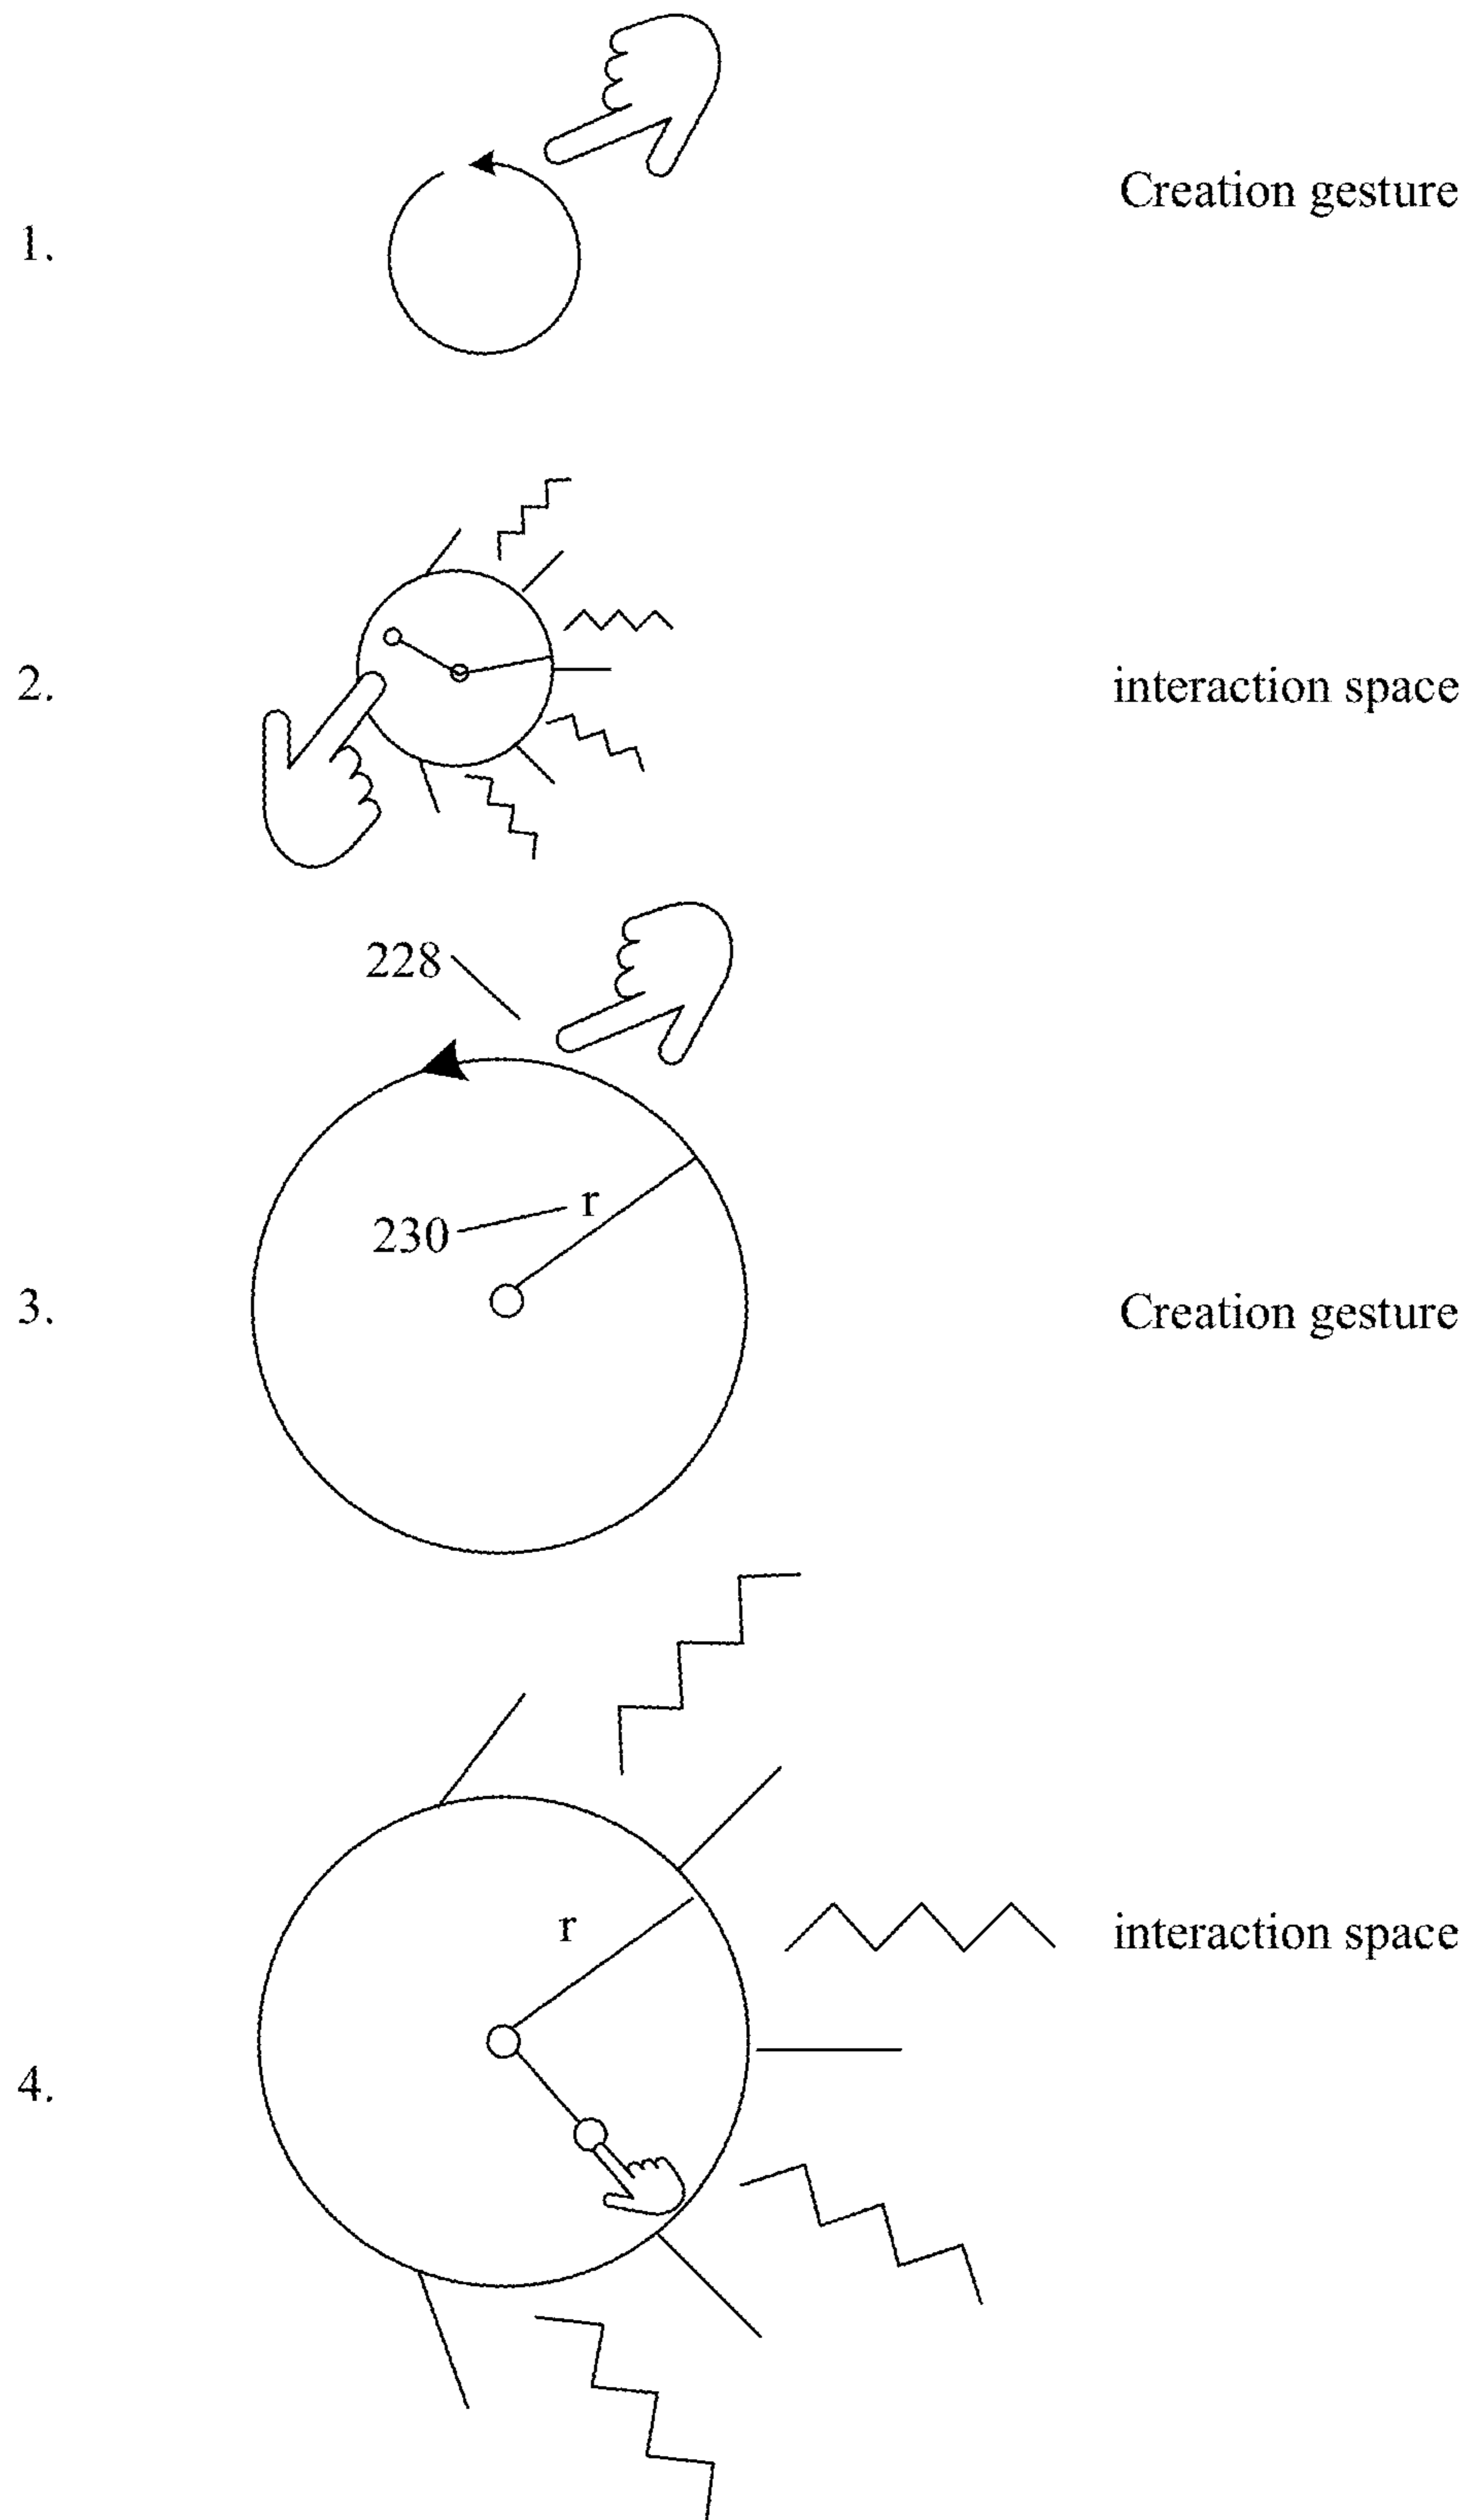 Creation gesture
1.
2.
interaction space
228
230
r
3.
Creation gesture
r
interaction space
4.